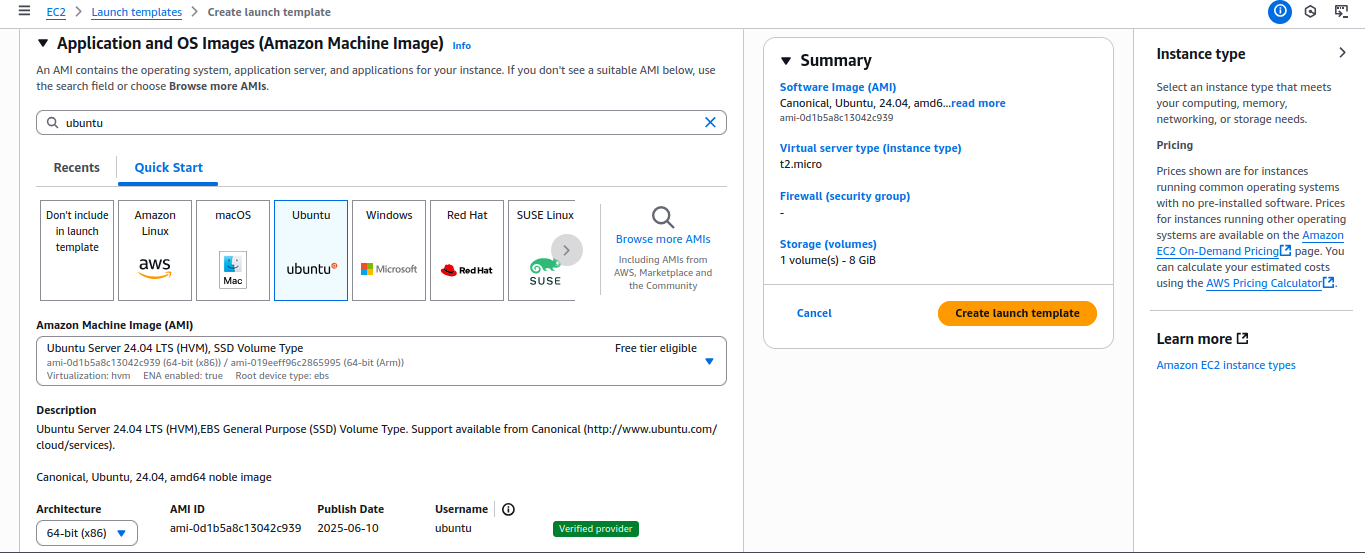 EC2 > Launch templates > Create launch template
Application and OS Images (Amazon Machine Image) Info
An AMI contains the operating system, application server, and applications for your instance. If you don't see a suitable AMI below, use
the search field or choose Browse more AMIs.
ubuntu
Recents
Quick Start
Don't include
in launch
template
Amazon
Linux
aws
macOS
Mac
Ubuntu
ubuntu
Windows
Microsoft
Red Hat
Red Hat
SUSE Linux
SUSE
Browse more AMIs
Including AMIs from
AWS, Marketplace and
the Community
Amazon Machine Image (AMI)
Ubuntu Server 24.04 LTS (HVM), SSD Volume Type
Free tier eligible
ami-0d1b5a8c13042c939 (64-bit (x86)) / ami-019eeff96c2865995 (64-bit (Arm))
Virtualization: hvm ENA enabled: true Root device type: ebs
Description
Ubuntu Server 24.04 LTS (HVM),EBS General Purpose (SSD) Volume Type. Support available from Canonical (http://www.ubuntu.com/
cloud/services).
Canonical, Ubuntu, 24.04, amd64 noble image
Architecture
64-bit (x86)
AMI ID
ami-0d1b5a8c13042c939
Publish Date
2025-06-10
Username
ubuntu
Verified provider
Summary
Software Image (AMI)
Canonical, Ubuntu, 24.04, amd6...read more
ami-0d1b5a8c13042c939
Virtual server type (instance type)
t2.micro
Firewall (security group)
-
Storage (volumes)
1 volume(s) - 8 GiB
Cancel
Create launch template
Instance type
Select an instance type that meets
your computing, memory,
networking, or storage needs.
Pricing
Prices shown are for instances
running common operating systems
with no pre-installed software. Prices
for instances running other operating
systems are available on the Amazon
EC2 On-Demand Pricing page. You
can calculate your estimated costs
using the AWS Pricing Calculator.
Learn more
Amazon EC2 instance types